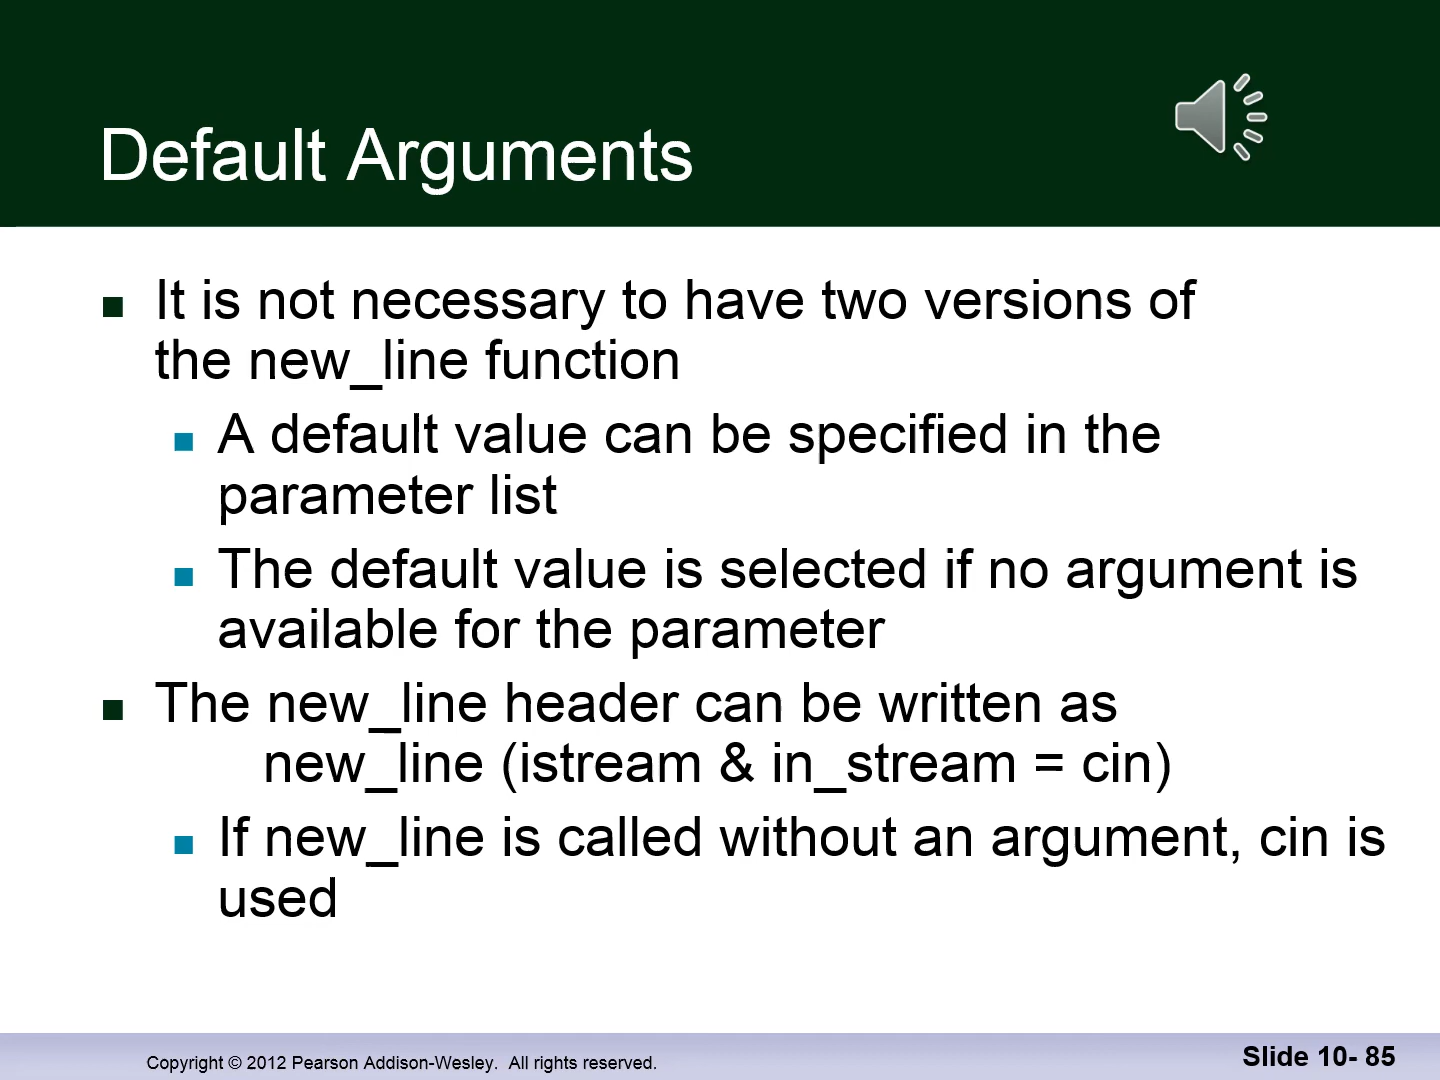 Default Arguments
It is not necessary to have two versions of
the new_line function
A default value can be specified in the
parameter list
The default value is selected if no argument is
available for the parameter
The new_line header can be written as
new_line (istream & in_stream = cin)
If new_line is called without an argument, cin is
used
Copyright © 2012 Pearson Addison-Wesley.  All rights reserved.
Slide 10- 85